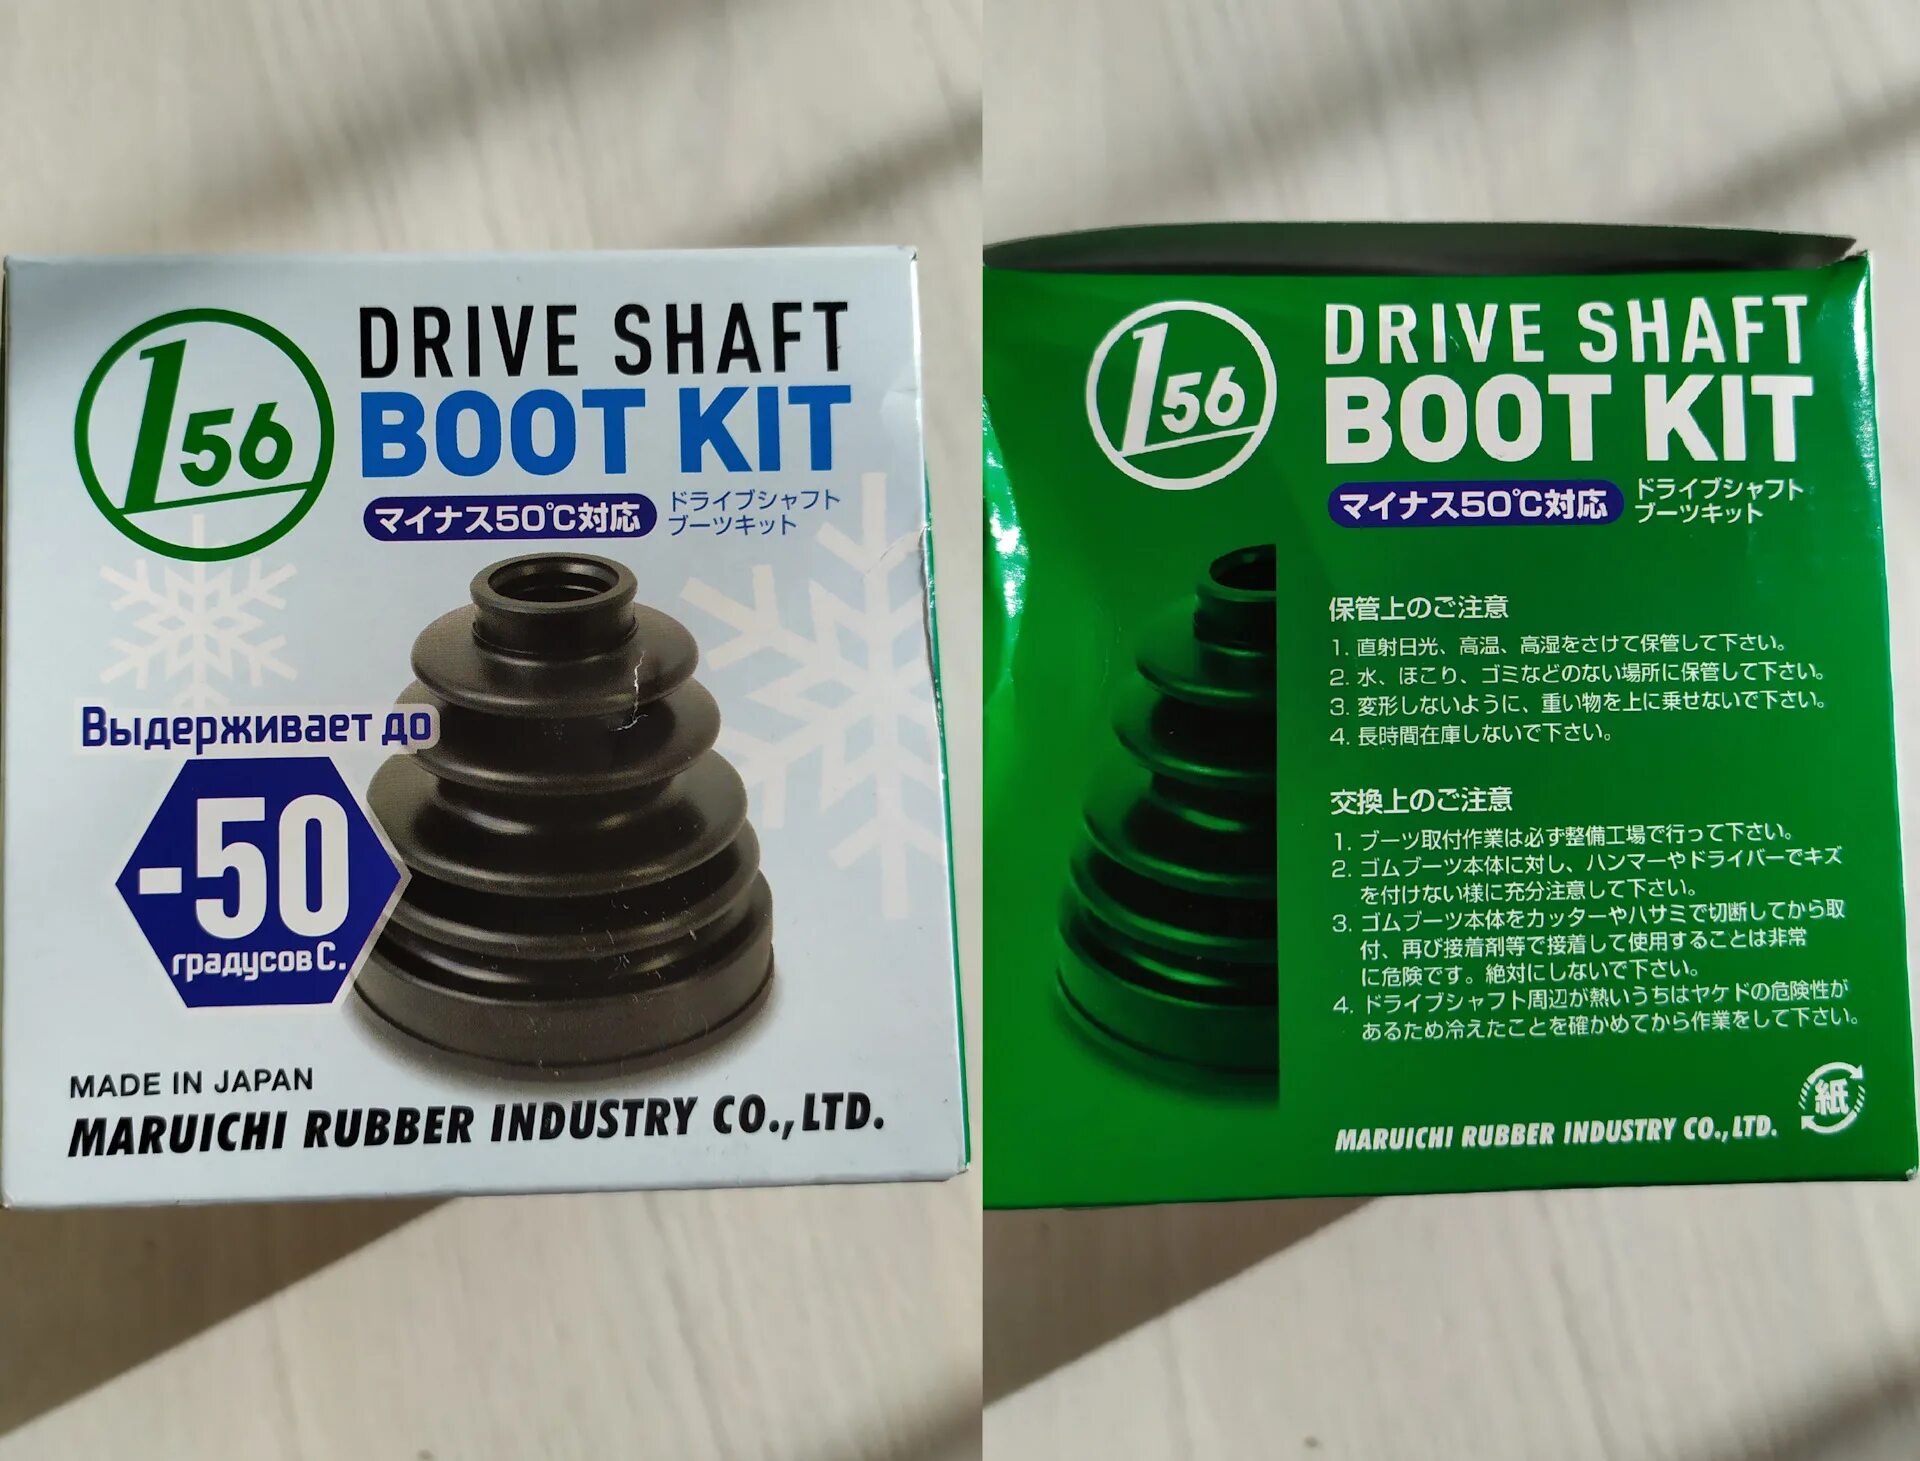 156
DRIVE SHAFT
BOOT KIT
マイナス50℃対応
ドライブシャフト
ブーツキット
Выдерживает до
-50
градусов С.
MADE IN JAPAN
MARUICHI RUBBER INDUSTRY CO., LTD.
156
DRIVE SHAFT
BOOT KIT
マイナス50℃対応
ドライブシャフト
ブーツキット
保管上のご注意
1. 直射日光、高温、高湿をさけて保管して下さい。
2. 水、ほこり、ゴミなどのない場所に保管して下さい。
3. 変形しないように、重い物を上に乗せないで下さい。
4. 長時間在庫しないで下さい。
交換上のご注意
1. ブーツ取付作業は必ず整備工場で行って下さい。
2. ゴムブーツ本体に対し、ハンマーやドライバーでキズ
を付けない様に充分注意して下さい。
3. ゴムブーツ本体をカッターやハサミで切断してから取
付、再び接着剤等で接着して使用することは非常
に危険です。絶対にしないで下さい。
4. ドライブシャフト周辺が熱いうちはヤケドの危険性が
あるため冷えたことを確かめてから作業をして下さい。
紙
MARUICHI RUBBER INDUSTRY CO., LTD.